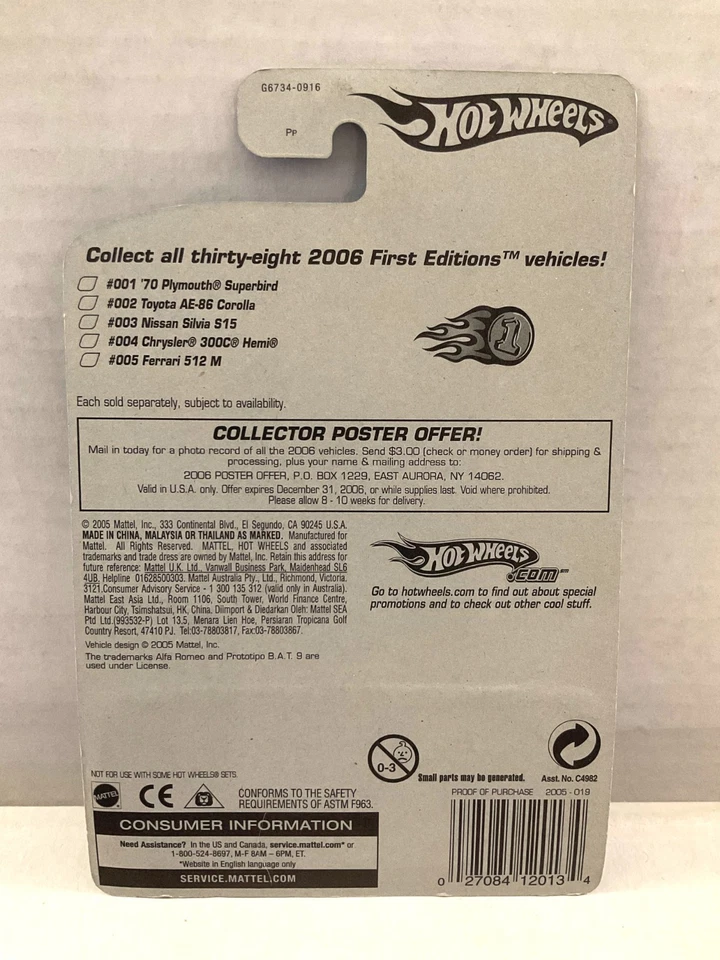 G6734-0916
Pp
HOT WHEELS
Collect all thirty-eight 2006 First Editions™ vehicles!
#001 '70 Plymouth® Superbird
#002 Toyota AE-86 Corolla
#003 Nissan Silvia S15
#004 Chrysler® 300C® Hemi®
#005 Ferrari 512 M
1
Each sold separately, subject to availability.
COLLECTOR POSTER OFFER!
Mail in today for a photo record of all the 2006 vehicles. Send $3.00 (check or money order) for shipping &
processing, plus your name & mailing address to:
2006 POSTER OFFER, P.O. BOX 1229, EAST AURORA, NY 14062.
Valid in U.S.A. only. Offer expires December 31, 2006, or while supplies last. Void where prohibited.
Please allow 8 - 10 weeks for delivery.
© 2005 Mattel, Inc., 333 Continental Blvd., El Segundo, CA 90245 U.S.A.
MADE IN CHINA, MALAYSIA OR THAILAND AS MARKED. Manufactured for
Mattel. All Rights Reserved. MATTEL, HOT WHEELS and associated
trademarks and trade dress are owned by Mattel, Inc. Retain this address for
future reference: Mattel U.K. Ltd., Vanwall Business Park, Maidenhead SL6
4UB. Helpline 01628500303. Mattel Australia Pty., Ltd., Richmond, Victoria.
3121.Consumer Advisory Service - 1 300 135 312 (valid only in Australia).
Mattel East Asia Ltd., Room 1106, South Tower, World Finance Centre,
Harbour City, Tsimshatsui, HK, China. Diimport & Diedarkan Oleh: Mattel SEA
Ptd Ltd.(993532-P) Lot 13.5, Menara Lien Hoe, Persiaran Tropicana Golf
Country Resort, 47410 PJ. Tel:03-78803817, Fax:03-78803867.
Vehicle design © 2005 Mattel, Inc.
The trademarks Alfa Romeo and Prototipo B.A.T. 9 are
used under License.
HOT WHEELS
.COM℠
Go to hotwheels.com to find out about special
promotions and to check out other cool stuff.
NOT FOR USE WITH SOME HOT WHEELS® SETS.
MATTEL
CE
CONFORMS TO THE SAFETY
REQUIREMENTS OF ASTM F963.
0-3
Small parts may be generated.
Asst. No. C4982
CONSUMER INFORMATION
Need Assistance? In the US and Canada, service.mattel.com* or
1-800-524-8697, M-F 8AM – 6PM, ET.
*Website in English language only
SERVICE.MATTEL.COM
PROOF OF PURCHASE 2005 - 019
0 27084 12013 4